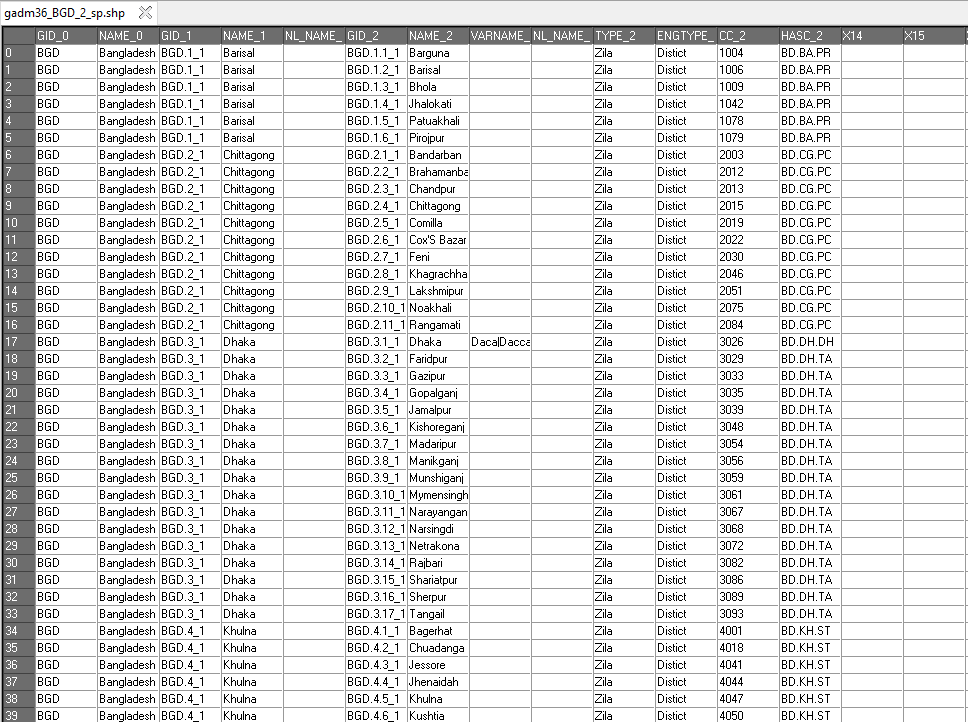 gadm36_BGD_2_sp.shp
GID_0 NAME_0 GID_1 NAME_1 NL_NAME_ GID_2 NAME_2 VARNAME_ NL_NAME_ TYPE_2 ENGTYPE_ CC_2 HASC_2 X14 X15
0 BGD Bangladesh BGD.1_1 Barisal BGD.1.1_1 Barguna Zila Distict 1004 BD.BA.PR
1 BGD Bangladesh BGD.1_1 Barisal BGD.1.2_1 Barisal Zila Distict 1006 BD.BA.PR
2 BGD Bangladesh BGD.1_1 Barisal BGD.1.3_1 Bhola Zila Distict 1009 BD.BA.PR
3 BGD Bangladesh BGD.1_1 Barisal BGD.1.4_1 Jhalokati Zila Distict 1042 BD.BA.PR
4 BGD Bangladesh BGD.1_1 Barisal BGD.1.5_1 Patuakhali Zila Distict 1078 BD.BA.PR
5 BGD Bangladesh BGD.1_1 Barisal BGD.1.6_1 Pirojpur Zila Distict 1079 BD.BA.PR
6 BGD Bangladesh BGD.2_1 Chittagong BGD.2.1_1 Bandarban Zila Distict 2003 BD.CG.PC
7 BGD Bangladesh BGD.2_1 Chittagong BGD.2.2_1 Brahamanba Zila Distict 2012 BD.CG.PC
8 BGD Bangladesh BGD.2_1 Chittagong BGD.2.3_1 Chandpur Zila Distict 2013 BD.CG.PC
9 BGD Bangladesh BGD.2_1 Chittagong BGD.2.4_1 Chittagong Zila Distict 2015 BD.CG.PC
10 BGD Bangladesh BGD.2_1 Chittagong BGD.2.5_1 Comilla Zila Distict 2019 BD.CG.PC
11 BGD Bangladesh BGD.2_1 Chittagong BGD.2.6_1 Cox'S Bazar Zila Distict 2022 BD.CG.PC
12 BGD Bangladesh BGD.2_1 Chittagong BGD.2.7_1 Feni Zila Distict 2030 BD.CG.PC
13 BGD Bangladesh BGD.2_1 Chittagong BGD.2.8_1 Khagrachha Zila Distict 2046 BD.CG.PC
14 BGD Bangladesh BGD.2_1 Chittagong BGD.2.9_1 Lakshmipur Zila Distict 2051 BD.CG.PC
15 BGD Bangladesh BGD.2_1 Chittagong BGD.2.10_1 Noakhali Zila Distict 2075 BD.CG.PC
16 BGD Bangladesh BGD.2_1 Chittagong BGD.2.11_1 Rangamati Zila Distict 2084 BD.CG.PC
17 BGD Bangladesh BGD.3_1 Dhaka BGD.3.1_1 Dhaka Daca|Dacca Zila Distict 3026 BD.DH.DH
18 BGD Bangladesh BGD.3_1 Dhaka BGD.3.2_1 Faridpur Zila Distict 3029 BD.DH.TA
19 BGD Bangladesh BGD.3_1 Dhaka BGD.3.3_1 Gazipur Zila Distict 3033 BD.DH.TA
20 BGD Bangladesh BGD.3_1 Dhaka BGD.3.4_1 Gopalganj Zila Distict 3035 BD.DH.TA
21 BGD Bangladesh BGD.3_1 Dhaka BGD.3.5_1 Jamalpur Zila Distict 3039 BD.DH.TA
22 BGD Bangladesh BGD.3_1 Dhaka BGD.3.6_1 Kishoreganj Zila Distict 3048 BD.DH.TA
23 BGD Bangladesh BGD.3_1 Dhaka BGD.3.7_1 Madaripur Zila Distict 3054 BD.DH.TA
24 BGD Bangladesh BGD.3_1 Dhaka BGD.3.8_1 Manikganj Zila Distict 3056 BD.DH.TA
25 BGD Bangladesh BGD.3_1 Dhaka BGD.3.9_1 Munshiganj Zila Distict 3059 BD.DH.TA
26 BGD Bangladesh BGD.3_1 Dhaka BGD.3.10_1 Mymensingh Zila Distict 3061 BD.DH.TA
27 BGD Bangladesh BGD.3_1 Dhaka BGD.3.11_1 Narayangan Zila Distict 3067 BD.DH.TA
28 BGD Bangladesh BGD.3_1 Dhaka BGD.3.12_1 Narsingdi Zila Distict 3068 BD.DH.TA
29 BGD Bangladesh BGD.3_1 Dhaka BGD.3.13_1 Netrakona Zila Distict 3072 BD.DH.TA
30 BGD Bangladesh BGD.3_1 Dhaka BGD.3.14_1 Rajbari Zila Distict 3082 BD.DH.TA
31 BGD Bangladesh BGD.3_1 Dhaka BGD.3.15_1 Shariatpur Zila Distict 3086 BD.DH.TA
32 BGD Bangladesh BGD.3_1 Dhaka BGD.3.16_1 Sherpur Zila Distict 3089 BD.DH.TA
33 BGD Bangladesh BGD.3_1 Dhaka BGD.3.17_1 Tangail Zila Distict 3093 BD.DH.TA
34 BGD Bangladesh BGD.4_1 Khulna BGD.4.1_1 Bagerhat Zila Distict 4001 BD.KH.ST
35 BGD Bangladesh BGD.4_1 Khulna BGD.4.2_1 Chuadanga Zila Distict 4018 BD.KH.ST
36 BGD Bangladesh BGD.4_1 Khulna BGD.4.3_1 Jessore Zila Distict 4041 BD.KH.ST
37 BGD Bangladesh BGD.4_1 Khulna BGD.4.4_1 Jhenaidah Zila Distict 4044 BD.KH.ST
38 BGD Bangladesh BGD.4_1 Khulna BGD.4.5_1 Khulna Zila Distict 4047 BD.KH.ST
39 BGD Bangladesh BGD.4_1 Khulna BGD.4.6_1 Kushtia Zila Distict 4050 BD.KH.ST